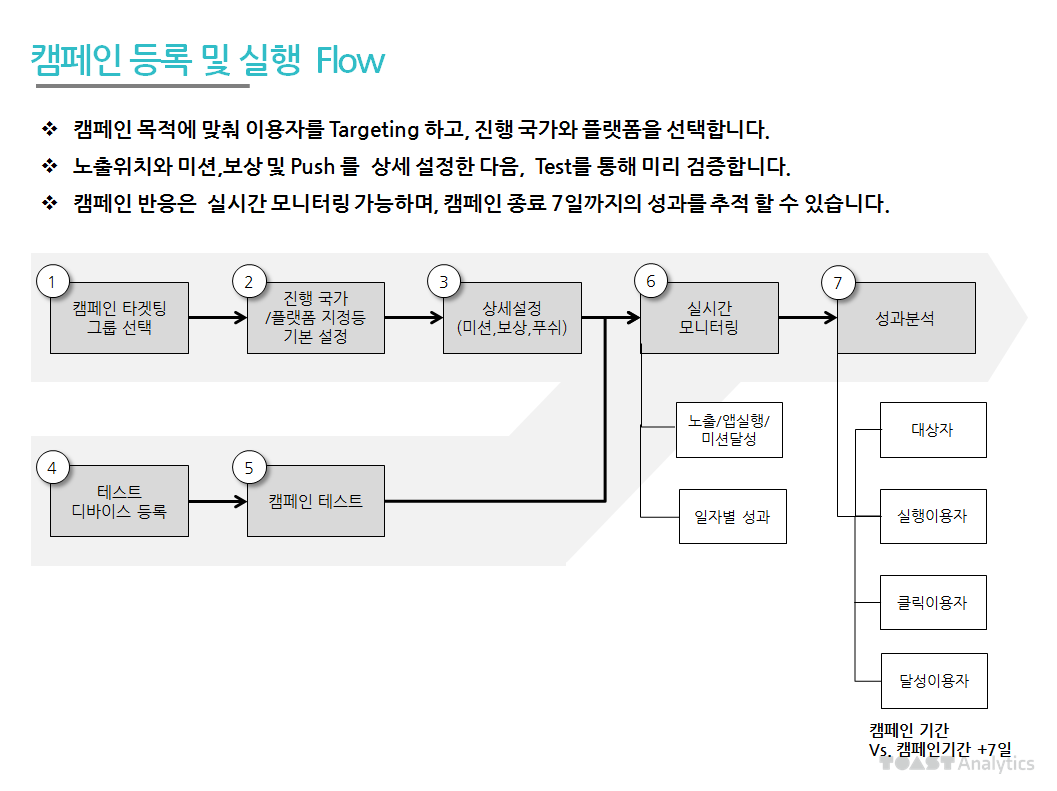 캠페인 등록 및 실행 Flow
❖ 캠페인 목적에 맞춰 이용자를 Targeting 하고, 진행 국가와 플랫폼을 선택합니다.
❖ 노출위치와 미션,보상 및 Push 를 상세 설정한 다음, Test를 통해 미리 검증합니다.
❖ 캠페인 반응은 실시간 모니터링 가능하며, 캠페인 종료 7일까지의 성과를 추적 할 수 있습니다.
1
캠페인 타겟팅
그룹 선택
2
진행 국가
/플랫폼 지정등
기본 설정
3
상세설정
(미션,보상,푸쉬)
6
실시간
모니터링
7
성과분석
4
테스트
디바이스 등록
5
캠페인 테스트
노출/앱실행/
미션달성
일자별 성과
대상자
실행이용자
클릭이용자
달성이용자
캠페인 기간
Vs. 캠페인기간 +7일
TOAST Analytics